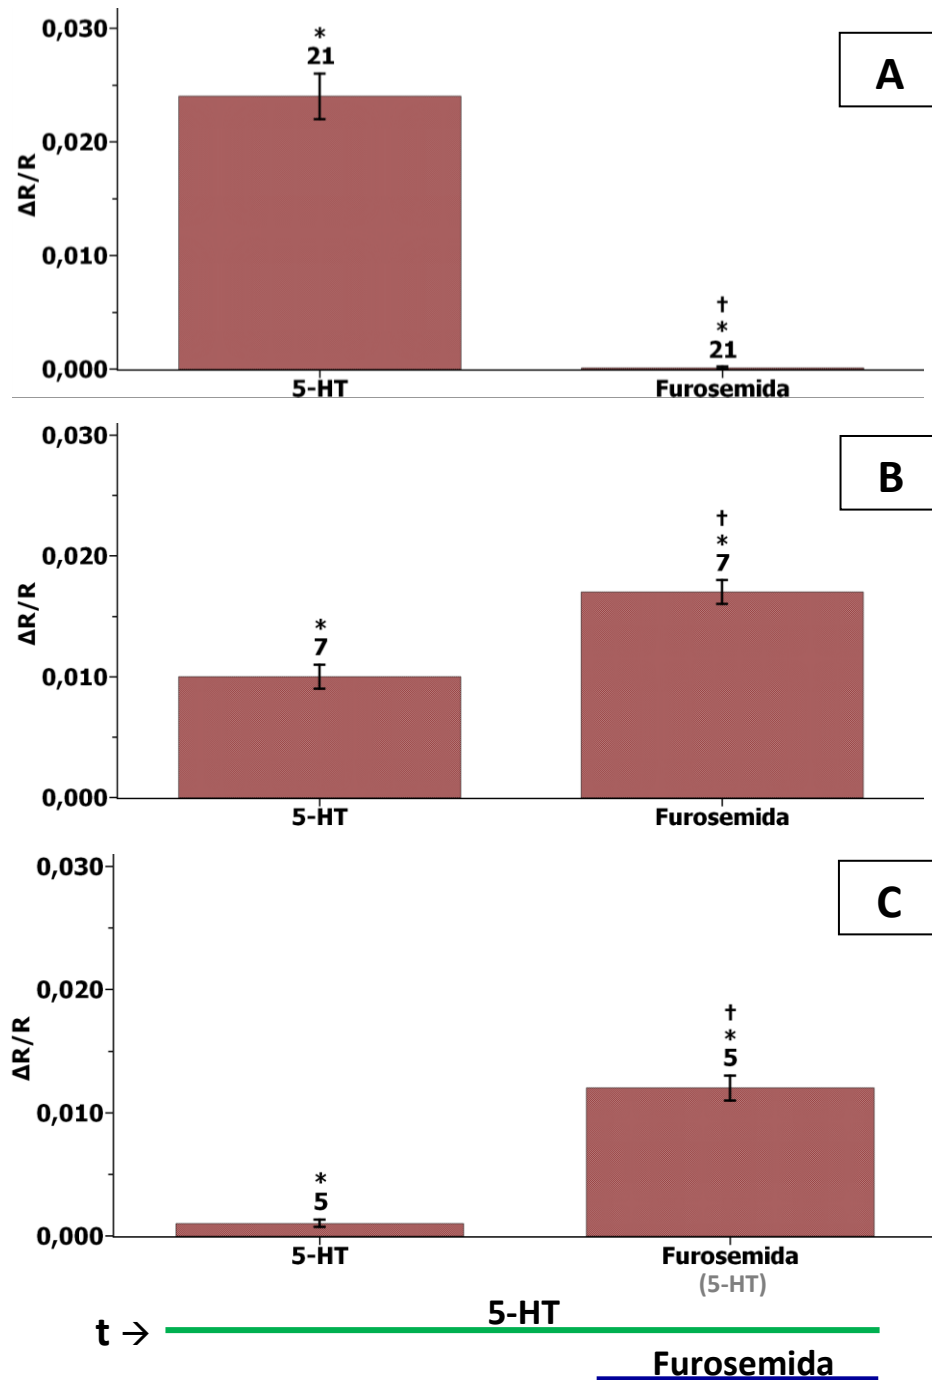 A
0,030
*
21
0,020
ΔR/R
0,010
†
*
21
0,000
5-HT
Furosemida
B
0,030
†
*
7
0,020
ΔR/R
*
7
0,010
0,000
5-HT
Furosemida
C
0,030
0,020
†
*
5
ΔR/R
0,010
*
5
0,000
5-HT
Furosemida
(5-HT)
5-HT
t →
Furosemida